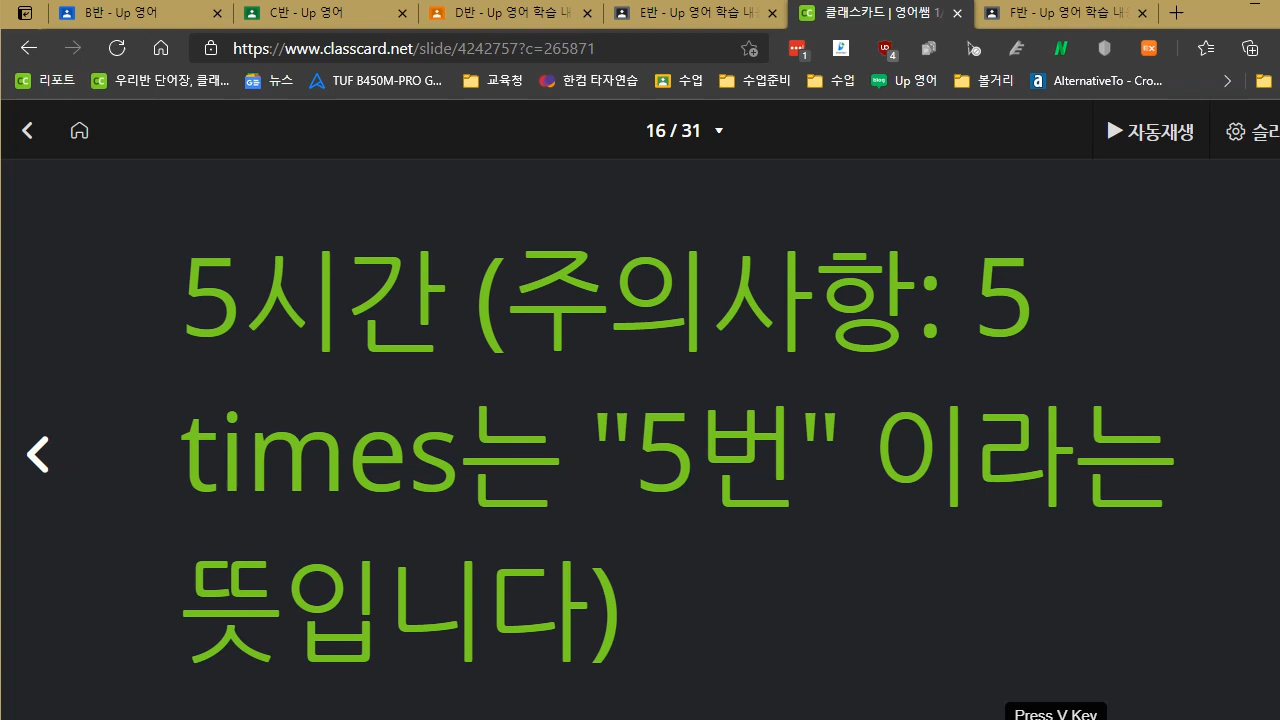 B반 - Up 영어
C반 - Up 영어
D반 - Up 영어 학습 내
E반 - Up 영어 학습 내
클래스카드 | 영어쌤 1
F반 - Up 영어 학습 내
https://www.classcard.net/slide/4242757?c=265871
1
4
EX
리포트
우리반 단어장, 클래...
뉴스
TUF B450M-PRO G...
교육청
한컴 타자연습
수업
수업준비
수업
Up 영어
볼거리
AlternativeTo - Cro...
16 / 31
자동재생
슬라
5시간 (주의사항: 5
times는 "5번" 이라는
뜻입니다)
Press V Key